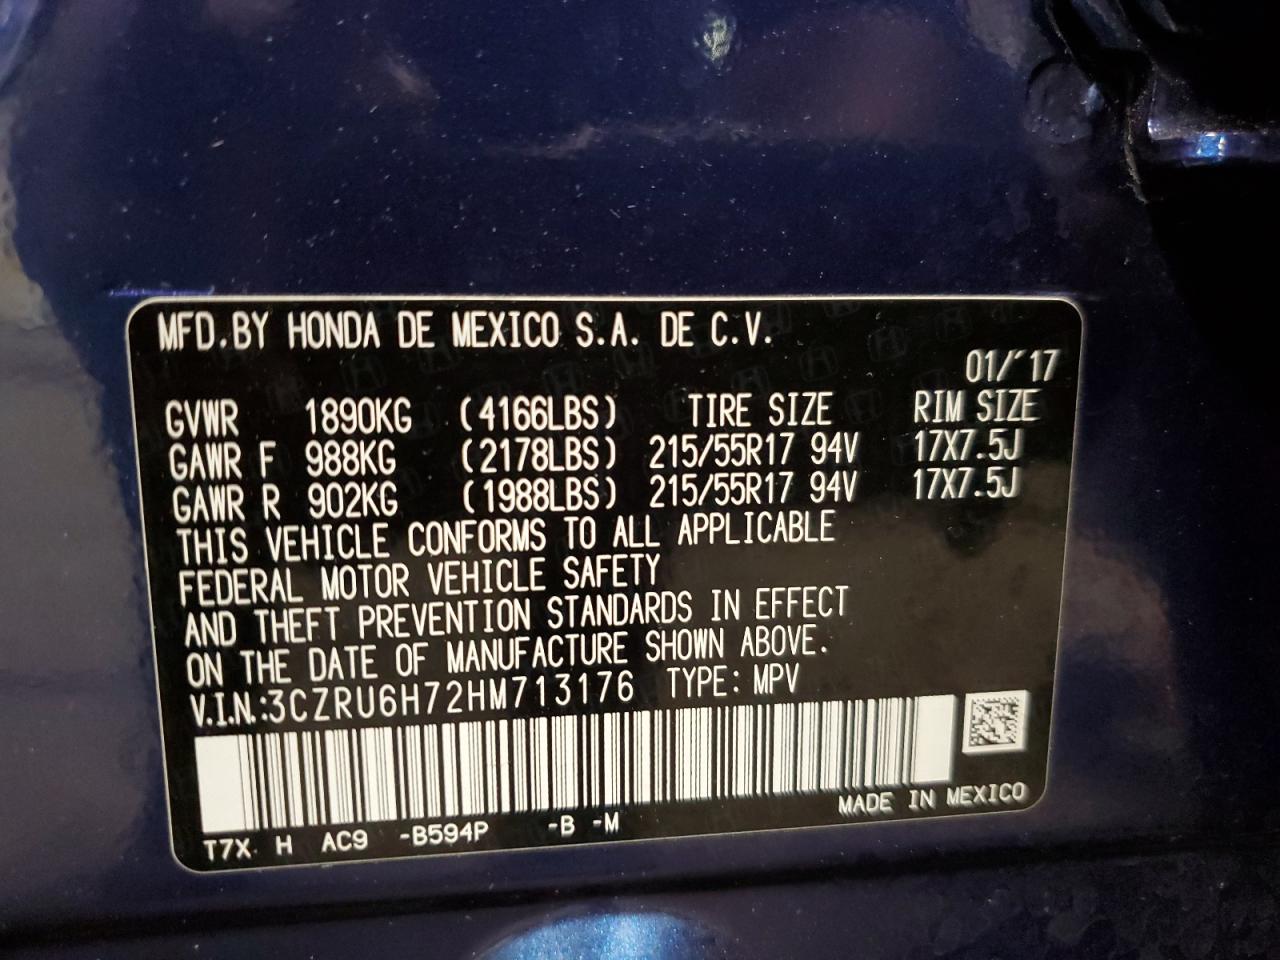 MFD.BY HONDA DE MEXICO S.A. DE C.V.
01/'17
GVWR 1890KG (4166LBS) TIRE SIZE RIM SIZE
GAWR F 988KG (2178LBS) 215/55R17 94V 17X7.5J
GAWR R 902KG (1988LBS) 215/55R17 94V 17X7.5J
THIS VEHICLE CONFORMS TO ALL APPLICABLE
FEDERAL MOTOR VEHICLE SAFETY
AND THEFT PREVENTION STANDARDS IN EFFECT
ON THE DATE OF MANUFACTURE SHOWN ABOVE.
V.I.N.:3CZRU6H72HM713176 TYPE: MPV
MADE IN MEXICO
T7X H AC9 -B594P -B -M